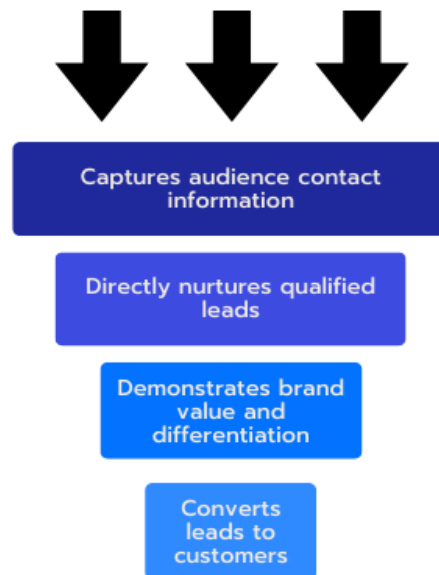 Captures audience contact
information
Directly nurtures qualified
leads
Demonstrates brand
value and
differentiation
Converts
leads to
customers